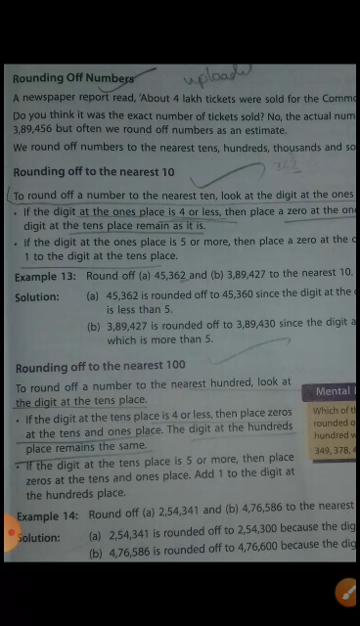 Rounding Off Numbers
uploade
A newspaper report read, 'About 4 lakh tickets were sold for the Commo
Do you think it was the exact number of tickets sold? No, the actual num
3,89,456 but often we round off numbers as an estimate.
We round off numbers to the nearest tens, hundreds, thousands and so
Rounding off to the nearest 10
To round off a number to the nearest ten, look at the digit at the ones
• If the digit at the ones place is 4 or less, then place a zero at the on
digit at the tens place remain as it is.
• If the digit at the ones place is 5 or more, then place a zero at the o
1 to the digit at the tens place.
Example 13: Round off (a) 45,362 and (b) 3,89,427 to the nearest 10.
Solution: (a) 45,362 is rounded off to 45,360 since the digit at the
is less than 5.
(b) 3,89,427 is rounded off to 3,89,430 since the digit a
which is more than 5.
Rounding off to the nearest 100
To round off a number to the nearest hundred, look at
the digit at the tens place.
• If the digit at the tens place is 4 or less, then place zeros
at the tens and ones place. The digit at the hundreds
place remains the same.
• If the digit at the tens place is 5 or more, then place
zeros at the tens and ones place. Add 1 to the digit at
the hundreds place.
Mental
Which of t
rounded o
hundred w
349, 378,
Example 14: Round off (a) 2,54,341 and (b) 4,76,586 to the nearest
Solution: (a) 2,54,341 is rounded off to 2,54,300 because the dig
(b) 4,76,586 is rounded off to 4,76,600 because the dig